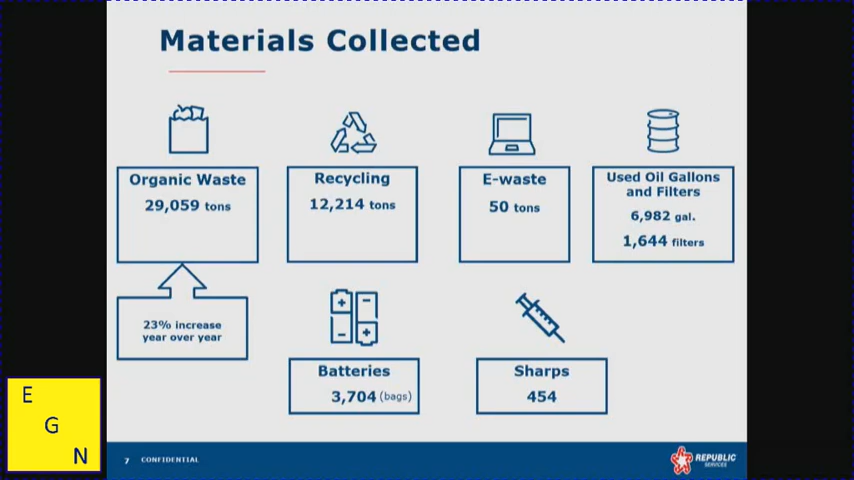 Materials Collected
Organic Waste
29,059 tons
Recycling
12,214 tons
E-waste
50 tons
Used Oil Gallons
and Filters
6,982 gal.
1,644 filters
23% increase
year over year
Batteries
3,704 (bags)
Sharps
454
E
G
N
7 CONFIDENTIAL
REPUBLIC
SERVICES